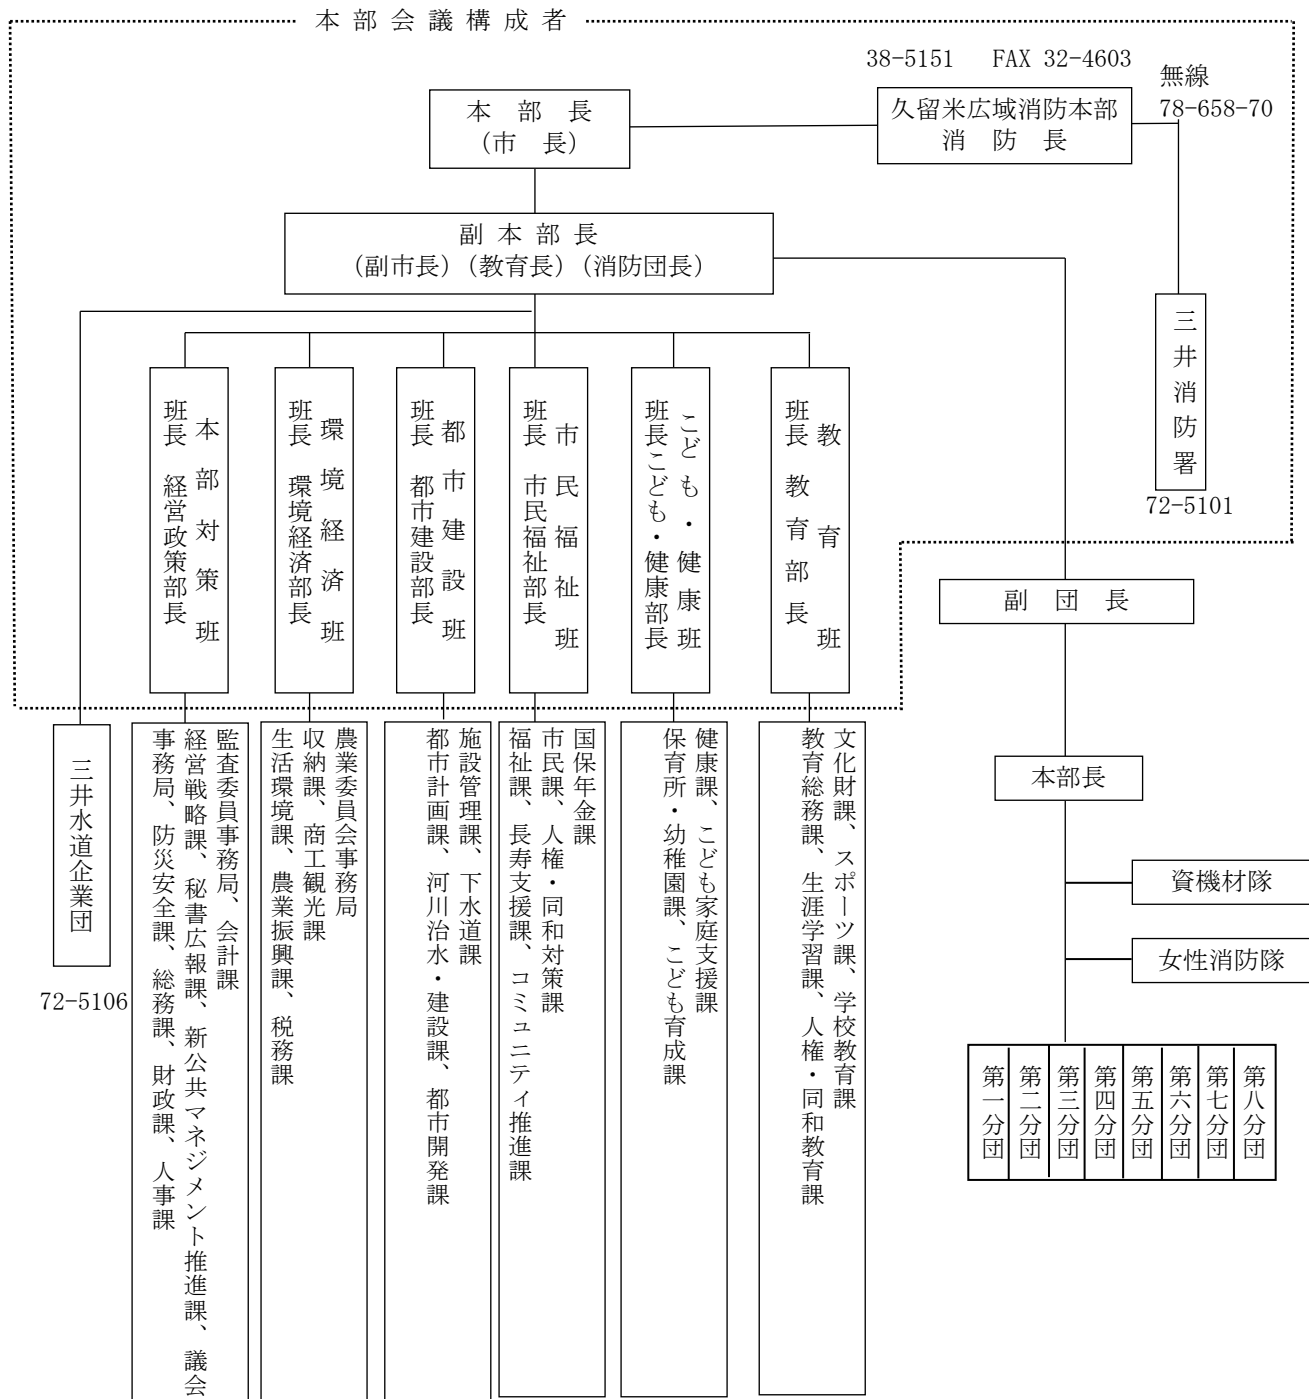 本部会議構成者
38-5151 FAX 32-4603
無線
78-658-70
本部長
(市長)
久留米広域消防本部
消防長
副本部長
(副市長)(教育長)(消防団長)
三井消防署
72-5101
本部対策班
班長 経営政策部長
環境経済班
班長 環境経済部長
都市建設班
班長 都市建設部長
市民福祉班
班長 市民福祉部長
こども・健康班
班長こども・健康部長
教育班
班長教育部長
副団長
三井水道企業団
72-5106
事務局、防災安全課、総務課、財政課、人事課
経営戦略課、秘書広報課、新公共マネジメント推進課、議会
監査委員事務局、会計課
生活環境課、農業振興課、税務課
収納課、商工観光課
農業委員会事務局
都市計画課、河川治水・建設課、都市開発課
施設管理課、下水道課
福祉課、長寿支援課、コミュニテイ推進課
市民課、人権・同和対策課
国保年金課
保育所・幼稚園課、こども育成課
健康課、こども家庭支援課
教育総務課、生涯学習課、人権・同和教育課
文化財課、スポーツ課、学校教育課
本部長
資機材隊
女性消防隊
第一分団
第二分団
第三分団
第四分団
第五分団
第六分団
第七分団
第八分団